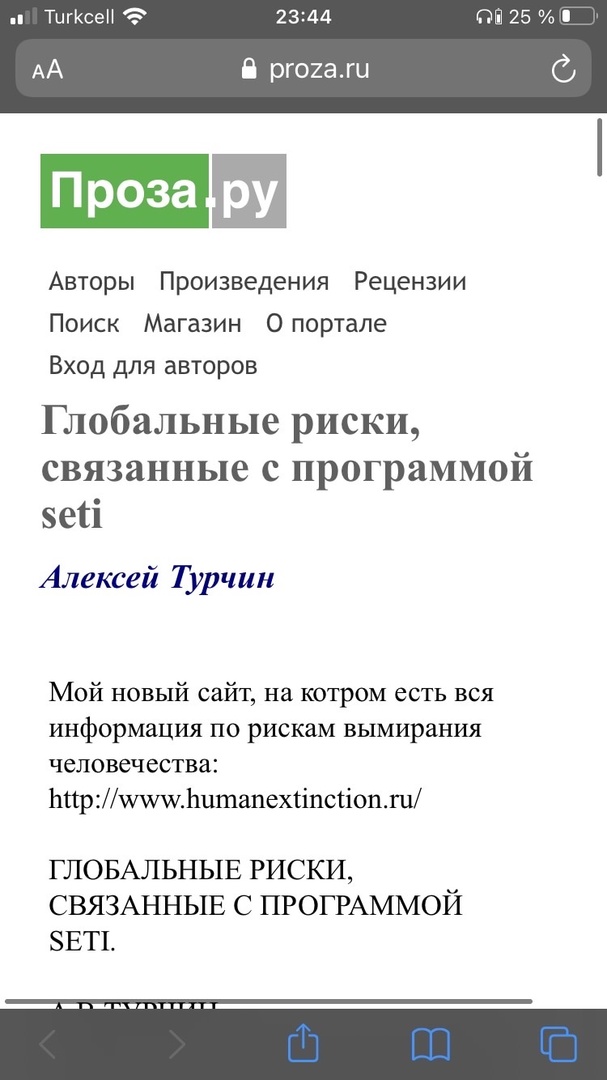 Turkcell 23:44 25 %
AA proza.ru
Проза.ру
Авторы Произведения Рецензии
Поиск Магазин О портале
Вход для авторов
Глобальные риски,
связанные с программой
seti
Алексей Турчин
Мой новый сайт, на котром есть вся
информация по рискам вымирания
человечества:
http://www.humanextinction.ru/
ГЛОБАЛЬНЫЕ РИСКИ,
СВЯЗАННЫЕ С ПРОГРАММОЙ
SETI.
А.В.ТУРЧИН